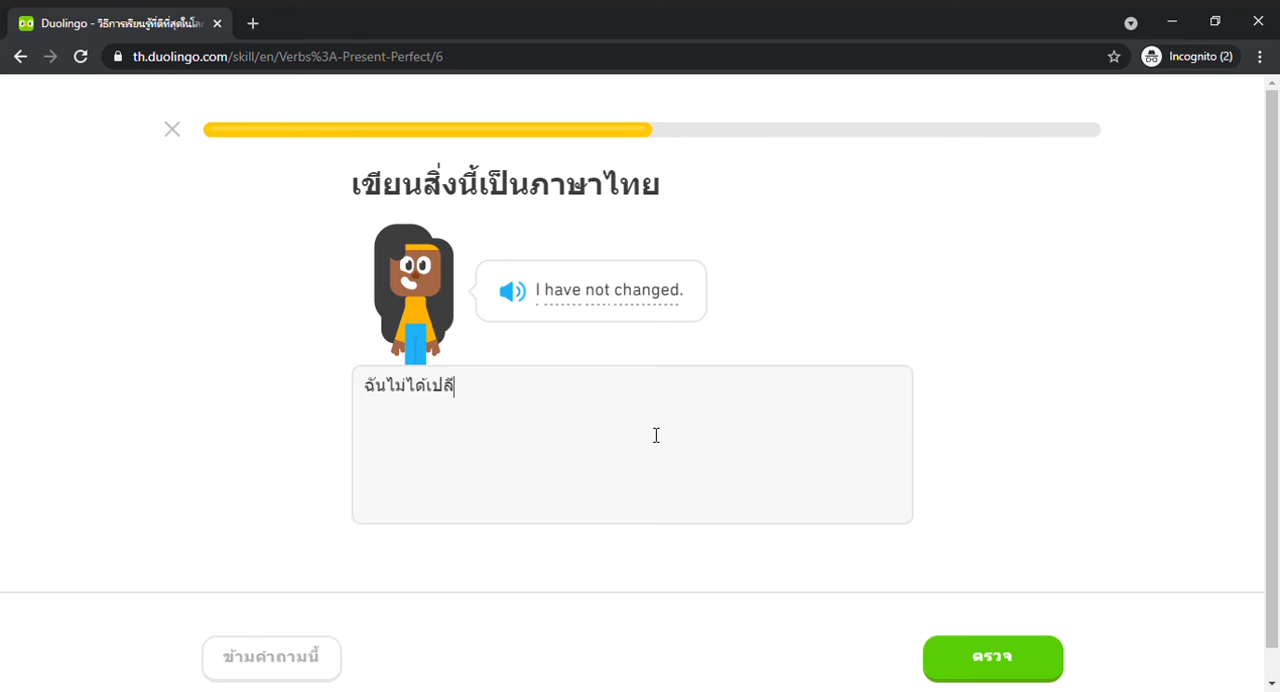 Duolingo - วิธีการเรียนรู้ที่ดีที่สุดในโล
th.duolingo.com/skill/en/Verbs%3A-Present-Perfect/6
Incognito (2)
เขียนสิ่งนี้เป็นภาษาไทย
I have not changed.
ฉันไม่ได้เปลี
ข้ามคำถามนี้
ตรวจ